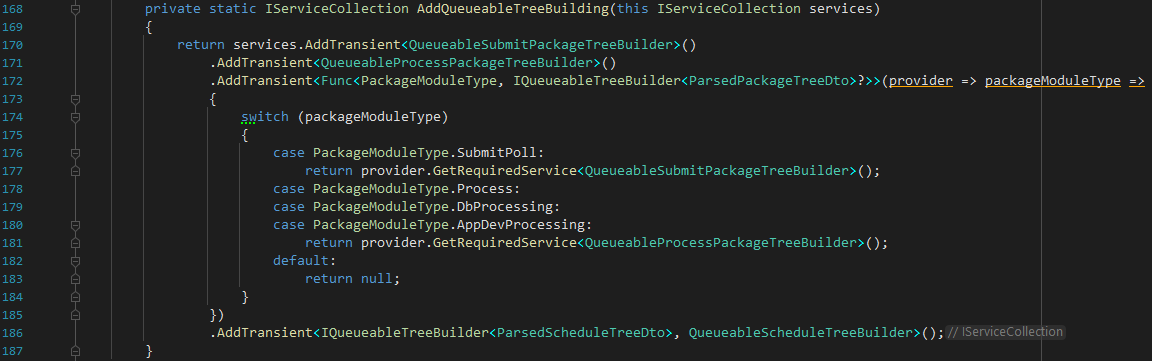 168 private static IServiceCollection AddQueueableTreeBuilding(this IServiceCollection services)
169 {
170 return services.AddTransient<QueueableSubmitPackageTreeBuilder>()
171 .AddTransient<QueueableProcessPackageTreeBuilder>()
172 .AddTransient<Func<PackageModuleType, IQueueableTreeBuilder<ParsedPackageTreeDto>?>>(provider => packageModuleType =>
173 {
174 switch (packageModuleType)
175 {
176 case PackageModuleType.SubmitPoll:
177 return provider.GetRequiredService<QueueableSubmitPackageTreeBuilder>();
178 case PackageModuleType.Process:
179 case PackageModuleType.DbProcessing:
180 case PackageModuleType.AppDevProcessing:
181 return provider.GetRequiredService<QueueableProcessPackageTreeBuilder>();
182 default:
183 return null;
184 }
185 })
186 .AddTransient<IQueueableTreeBuilder<ParsedScheduleTreeDto>, QueueableScheduleTreeBuilder>(); // IServiceCollection
187 }